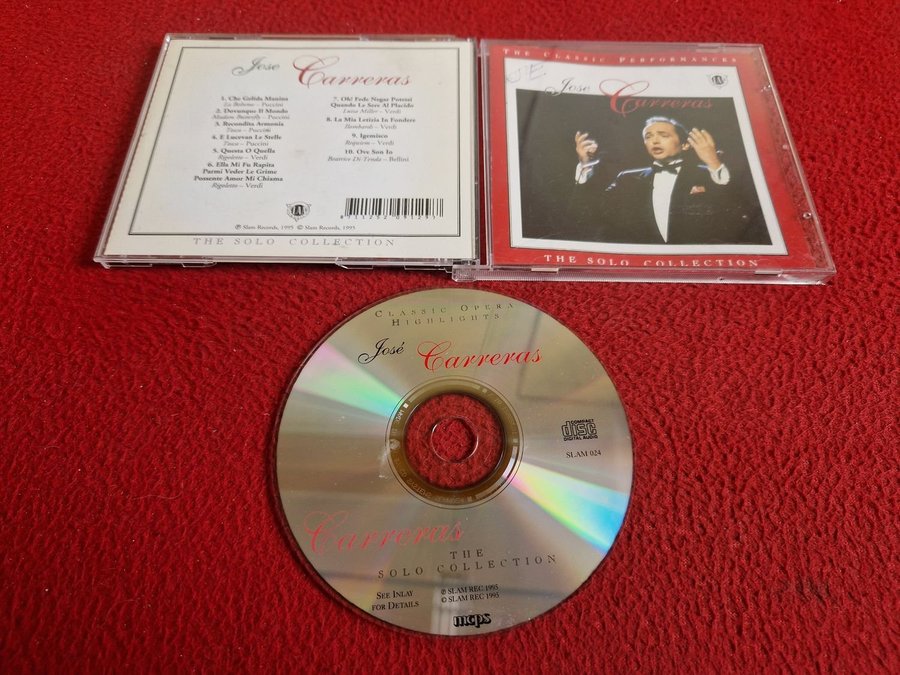 Jose Carreras
1. Che Gelida Manina
La Boheme – Puccini
2. Dovunque Il Mondo
Madam Butterfly – Puccini
3. Recondita Armonia
Tosca – Puccini
4. E Lucevan Le Stelle
Tosca – Puccini
5. Questa O Quella
Rigoletto – Verdi
6. Ella Mi Fu Rapita
Parmi Veder Le Grime
Possente Amor Mi Chiama
Rigoletto – Verdi
7. Oh! Fede Negar Potessi
Quando Le Sere Al Placido
Luisa Miller – Verdi
8. La Mia Letizia In Fondere
Lombardi – Verdi
9. Igemisco
Requiem – Verdi
10. Ove Son Io
Beatrice Di Tenda – Bellini
℗ Slam Records, 1995 © Slam Records, 1995
THE SOLO COLLECTION
THE CLASSIC PERFORMANCES
Jose Carreras
THE SOLO COLLECTION
CLASSIC OPERA
HIGHLIGHTS
José Carreras
COMPACT
disc
DIGITAL AUDIO
SLAM 024
Carreras
THE
SOLO COLLECTION
SEE INLAY
FOR DETAILS
℗ SLAM REC 1995
© SLAM REC 1995
mcps